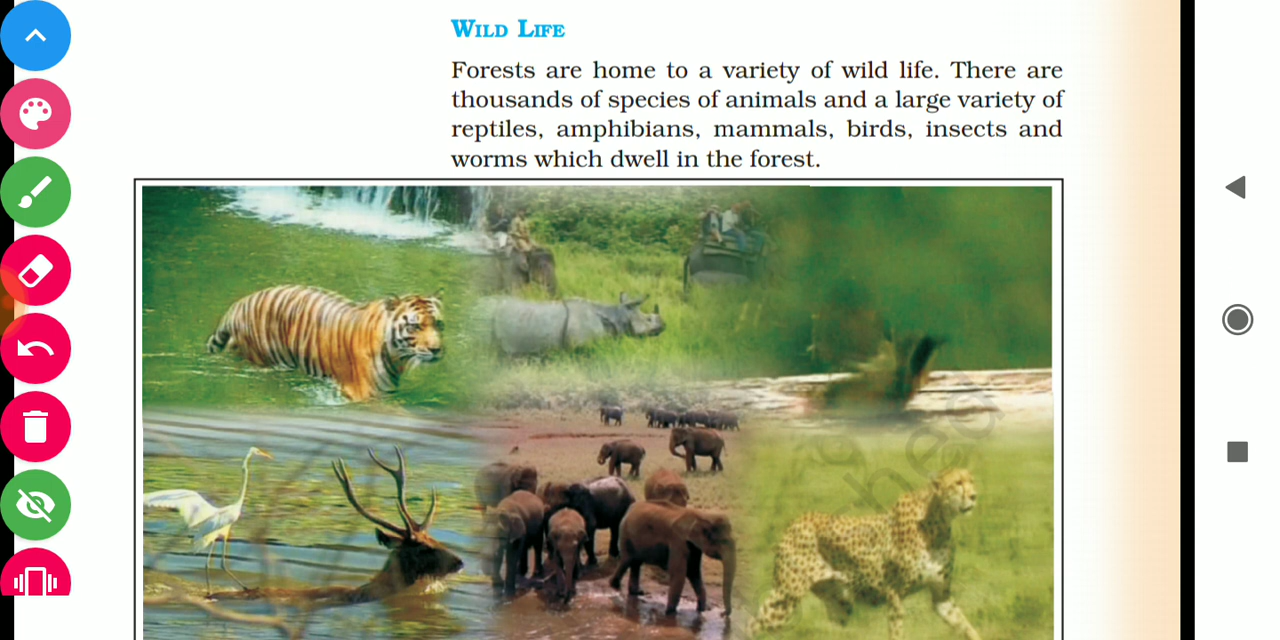 WILD LIFE
Forests are home to a variety of wild life. There are
thousands of species of animals and a large variety of
reptiles, amphibians, mammals, birds, insects and
worms which dwell in the forest.